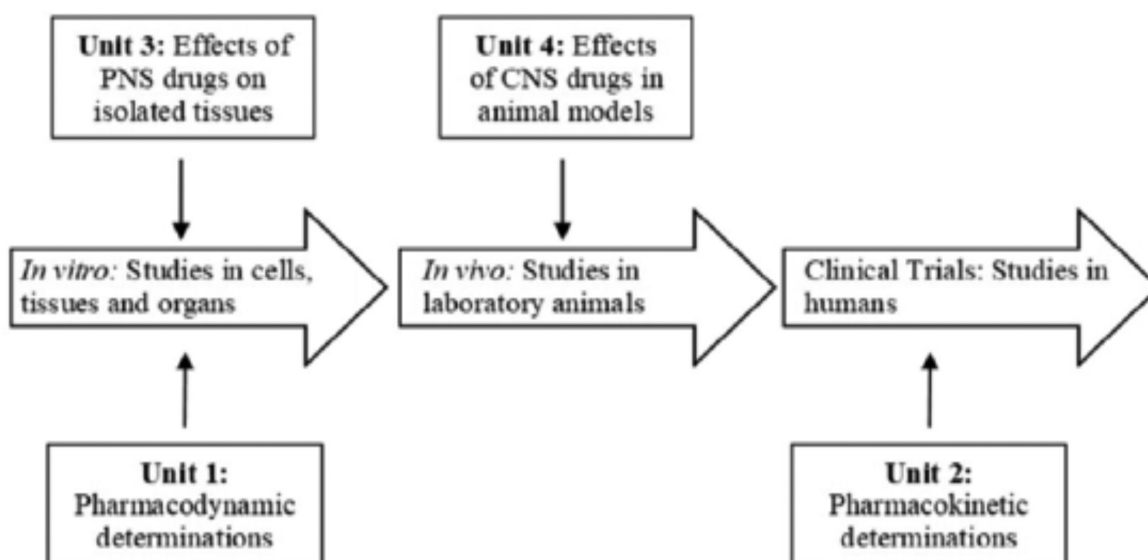 Unit 3: Effects of
PNS drugs on
isolated tissues
Unit 4: Effects
of CNS drugs in
animal models
In vitro: Studies in cells,
tissues and organs
In vivo: Studies in
laboratory animals
Clinical Trials: Studies in
humans
Unit 1:
Pharmacodynamic
determinations
Unit 2:
Pharmacokinetic
determinations